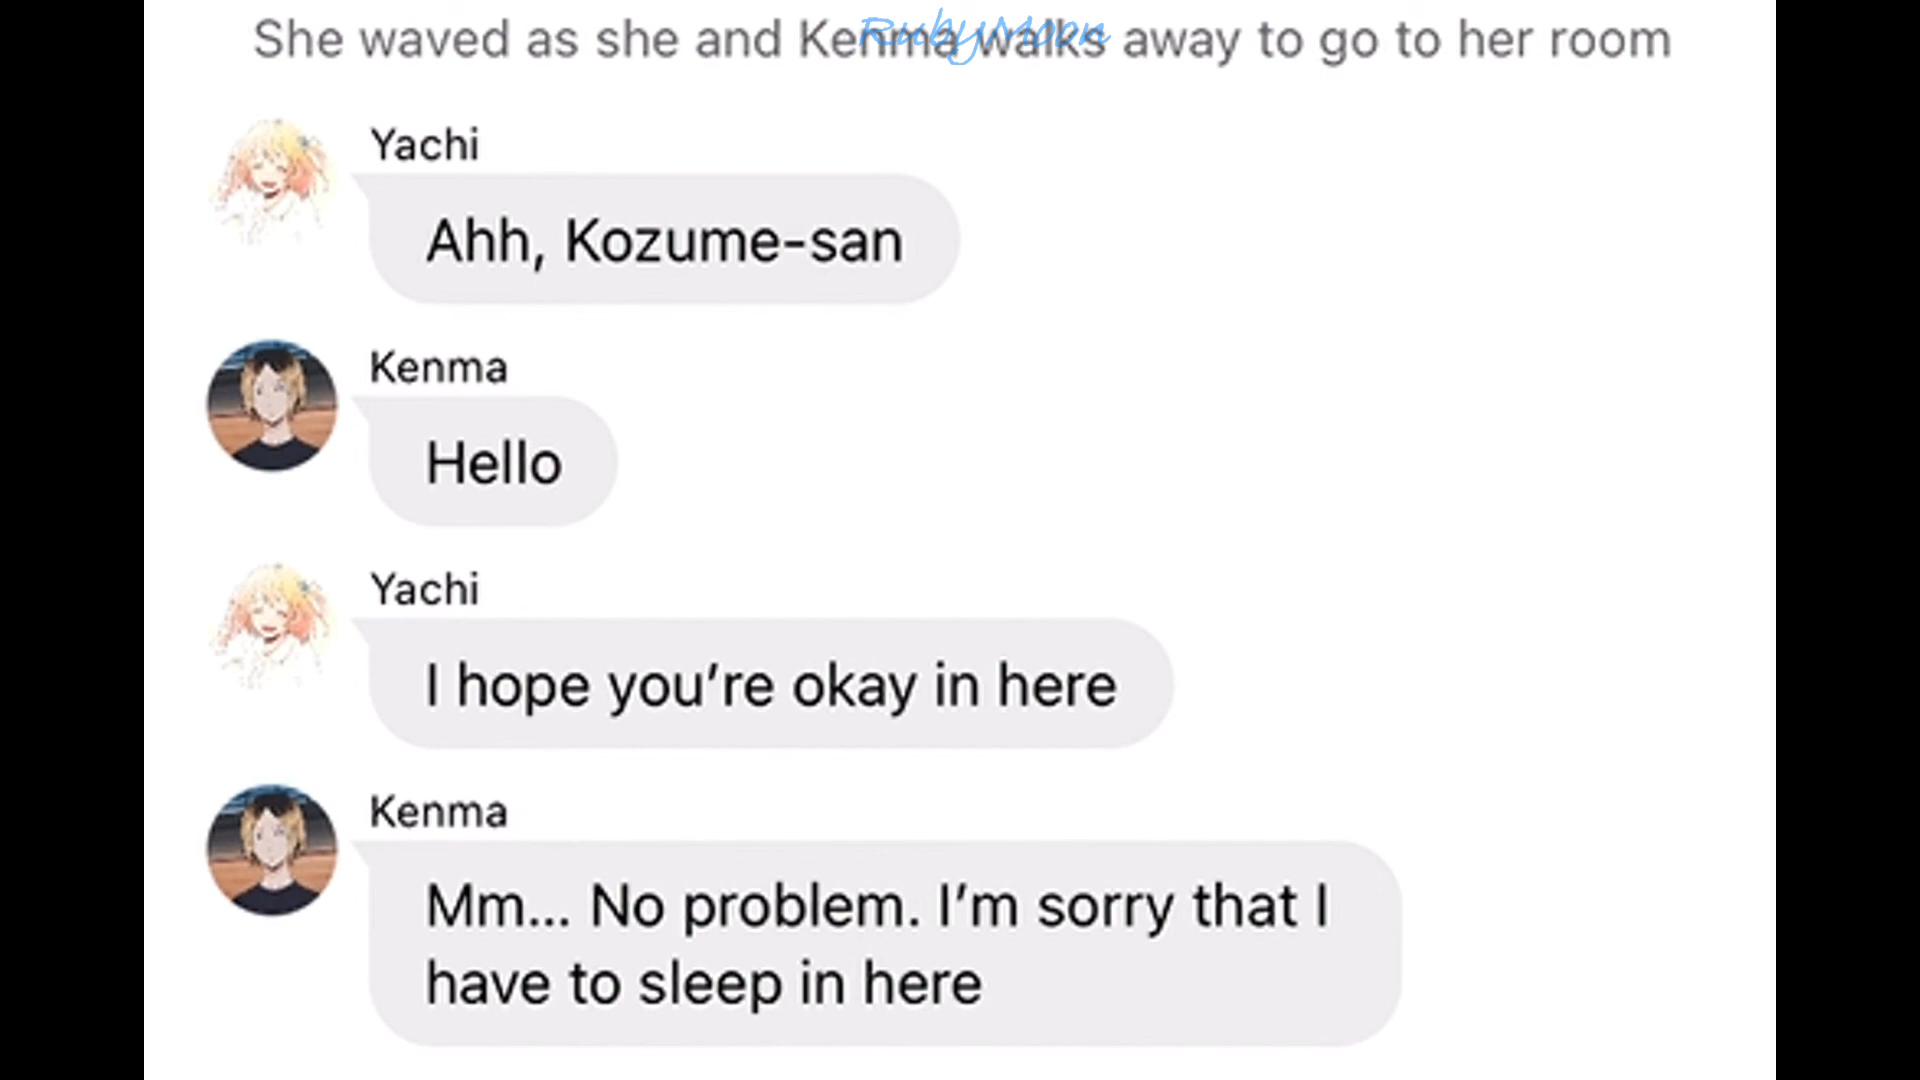 She waved as she and Kenma walks away to go to her room
RubyMoon
Yachi
Ahh, Kozume-san
Kenma
Hello
Yachi
I hope you’re okay in here
Kenma
Mm... No problem. I’m sorry that I
have to sleep in here